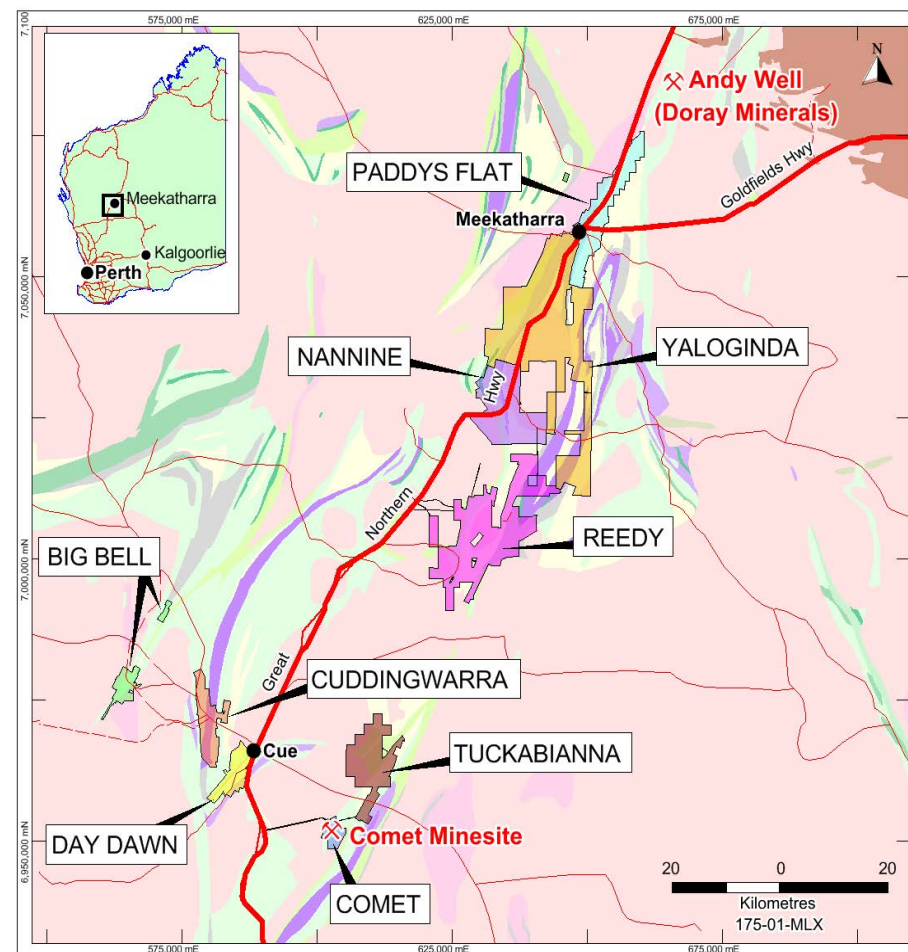 575,000 mE
625,000 mE
675,000 mE
7,100
N
Andy Well
(Doray Minerals)
PADDYS FLAT
Goldfields Hwy
Meekatharra
Meekatharra
Kalgoorlie
Perth
7,050,000 mN
NANNINE
YALOGINDA
Hwy
Northern
REEDY
7,000,000 mN
BIG BELL
Great
CUDDINGWARRA
Cue
TUCKABIANNA
DAY DAWN
Comet Minesite
6,950,000 mN
COMET
20 0 20
Kilometres
175-01-MLX
575,000 mE
625,000 mE
675,000 mE